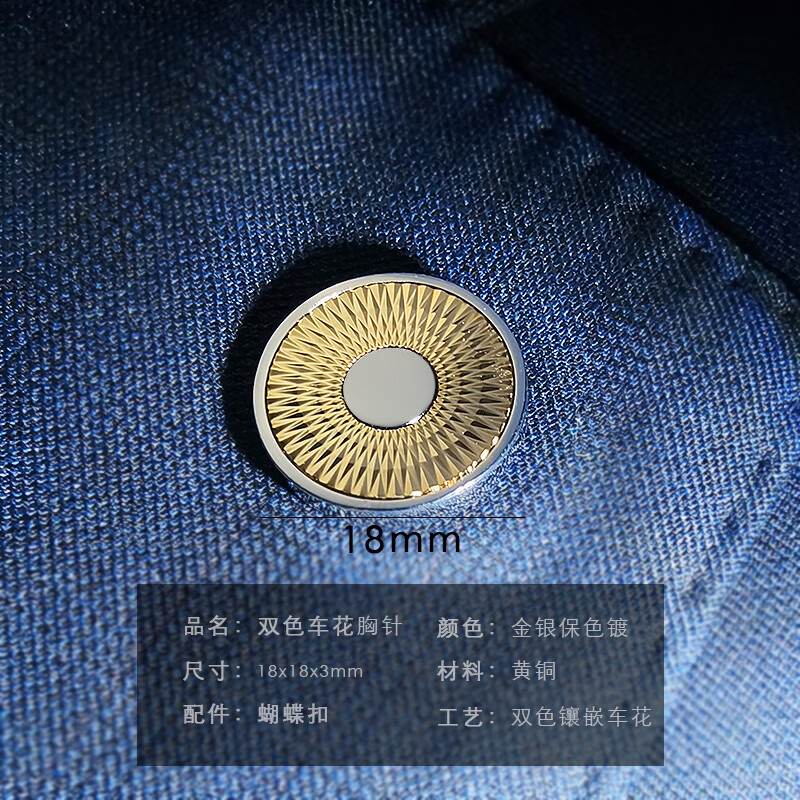 18mm
品名：双色车花胸针
颜色：金银保色镀
尺寸：18x18x3mm
材料：黄铜
配件：蝴蝶扣
工艺：双色镶嵌车花